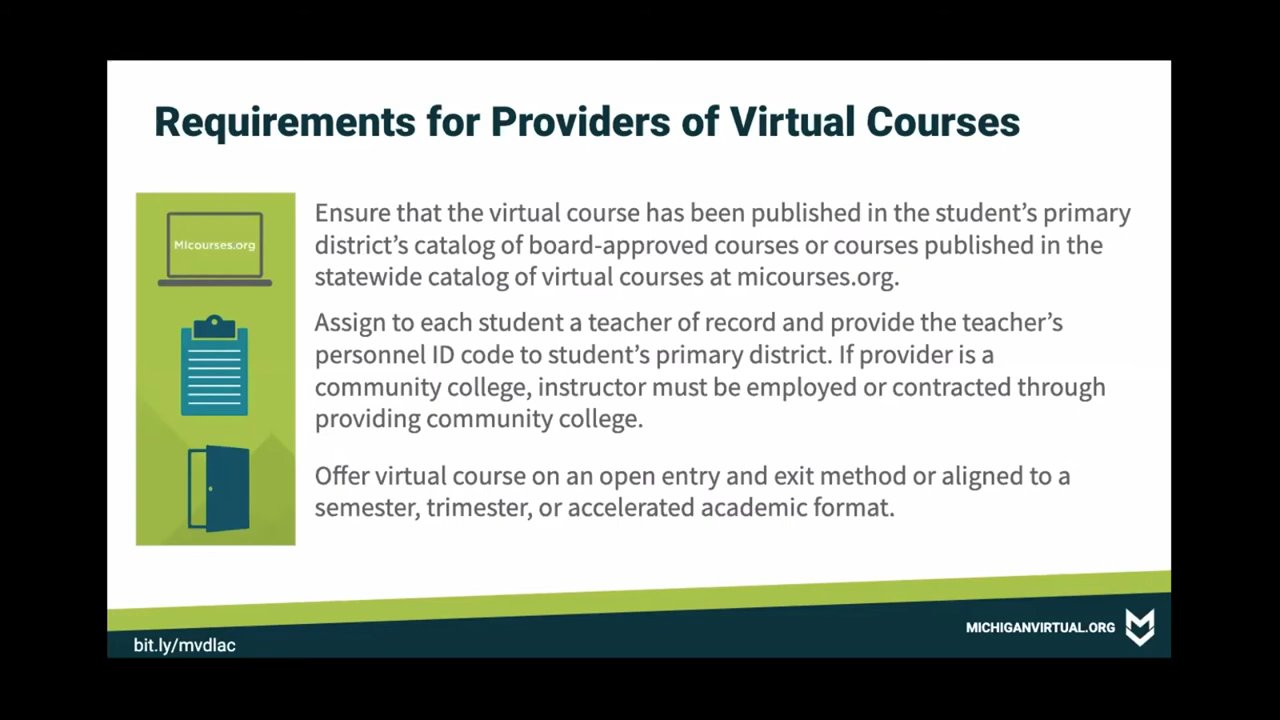 Requirements for Providers of Virtual Courses
MIcourses.org
Ensure that the virtual course has been published in the student’s primary
district’s catalog of board-approved courses or courses published in the
statewide catalog of virtual courses at micourses.org.
Assign to each student a teacher of record and provide the teacher’s
personnel ID code to student’s primary district. If provider is a
community college, instructor must be employed or contracted through
providing community college.
Offer virtual course on an open entry and exit method or aligned to a
semester, trimester, or accelerated academic format.
MICHIGANVIRTUAL.ORG
bit.ly/mvdlac